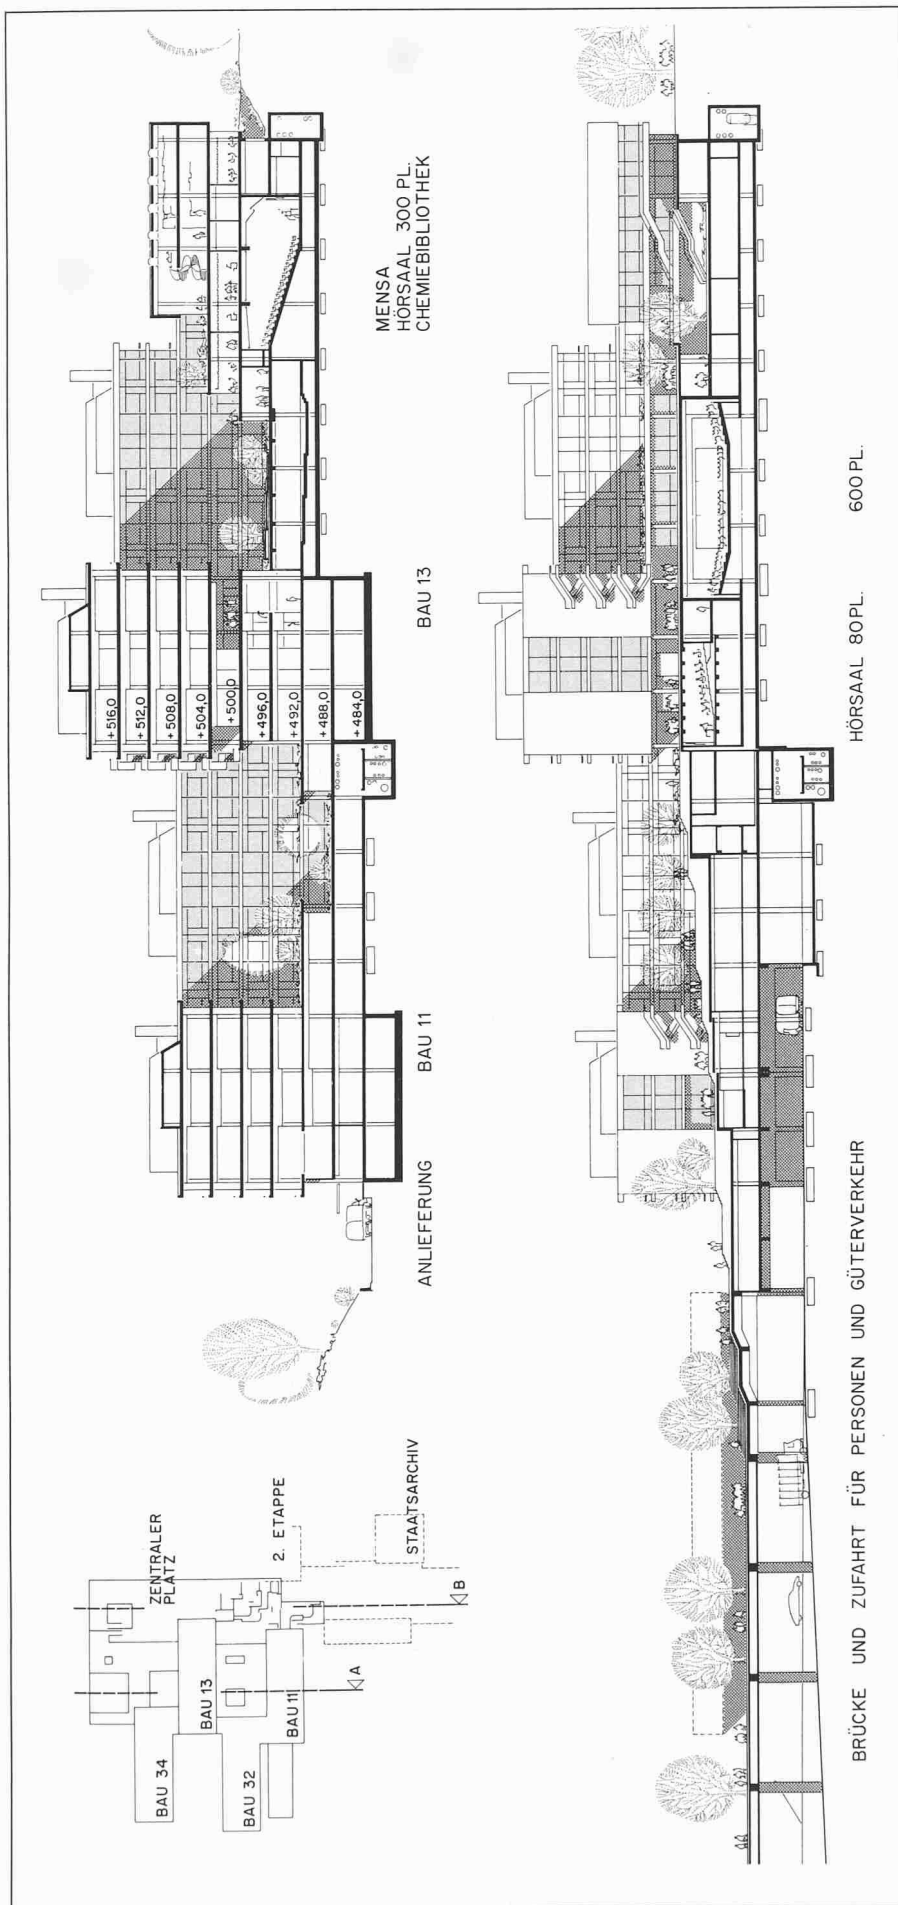 ZENTRALER
PLATZ
2. ETAPPE
STAATSARCHIV
BAU 34
BAU 13
BAU 32
BAU 11
A
B
+516,0
+512,0
+508,0
+504,0
+500,0
+496,0
+492,0
+488,0
+484,0
ANLIEFERUNG
BAU 11
BAU 13
MENSA
HÖRSAAL 300 PL.
CHEMIEBIBLIOTHEK
BRÜCKE UND ZUFAHRT FÜR PERSONEN UND GÜTERVERKEHR
HÖRSAAL 80 PL.
600 PL.